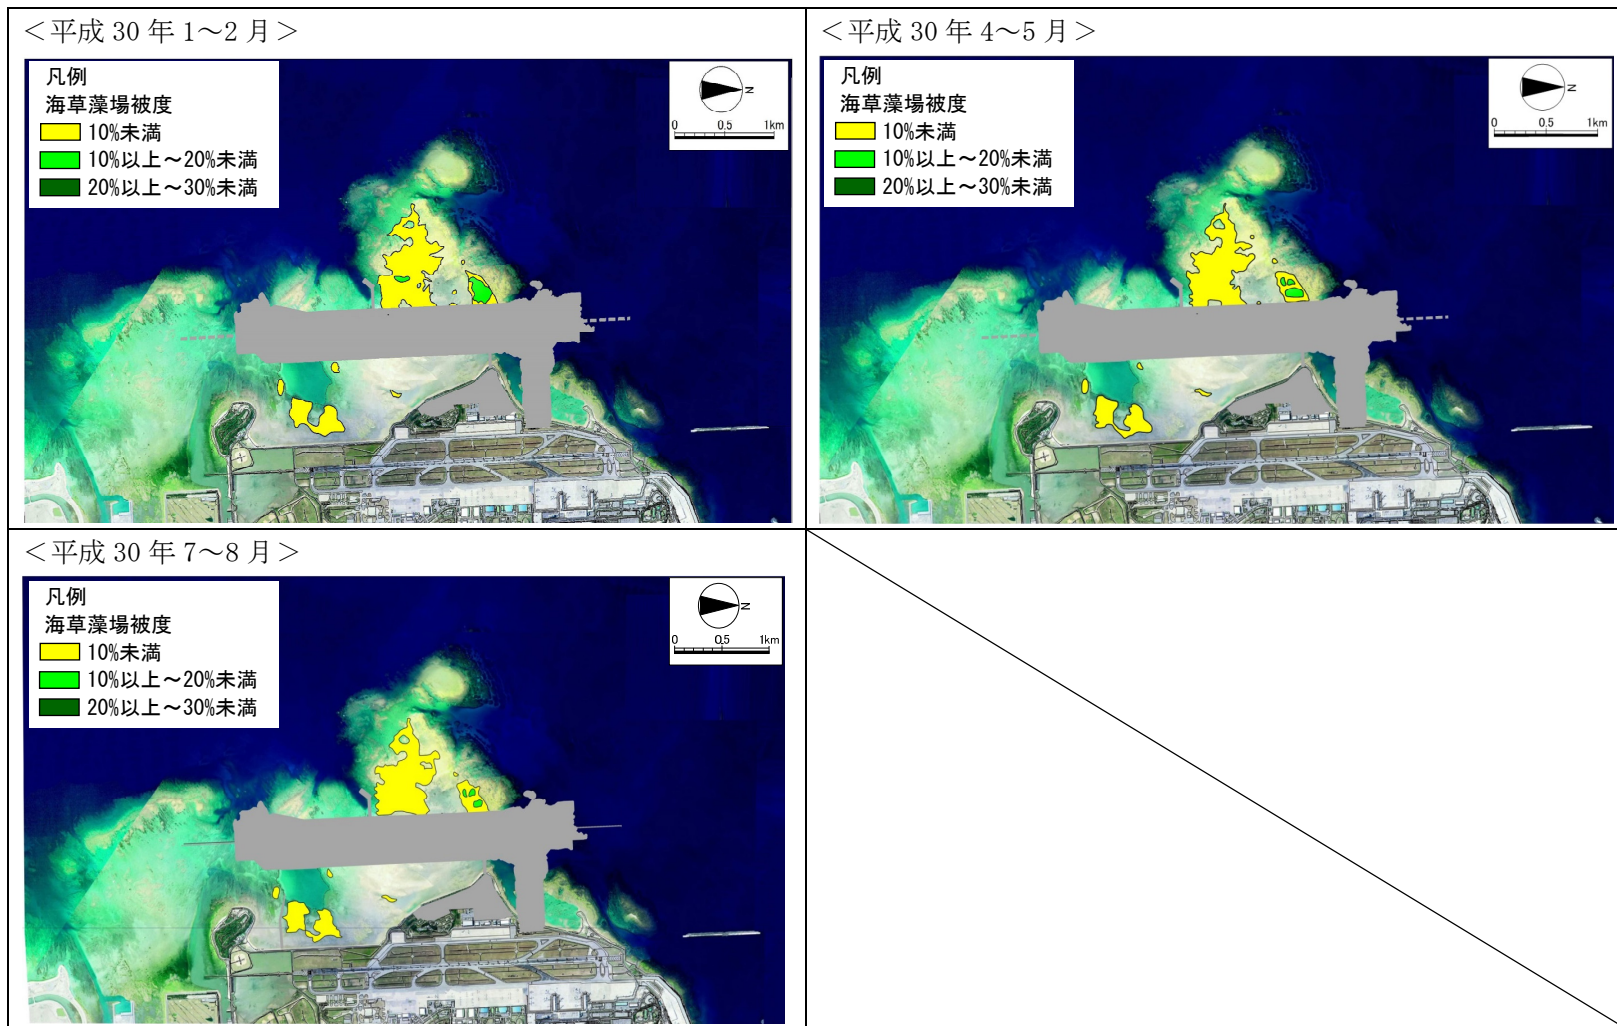 ＜平成 30 年 1～2 月＞
凡例
海草藻場被度
10%未満
10%以上～20%未満
20%以上～30%未満
N
0 0.5 1km
＜平成 30 年 4～5 月＞
凡例
海草藻場被度
10%未満
10%以上～20%未満
20%以上～30%未満
N
0 0.5 1km
＜平成 30 年 7～8 月＞
凡例
海草藻場被度
10%未満
10%以上～20%未満
20%以上～30%未満
N
0 0.5 1km